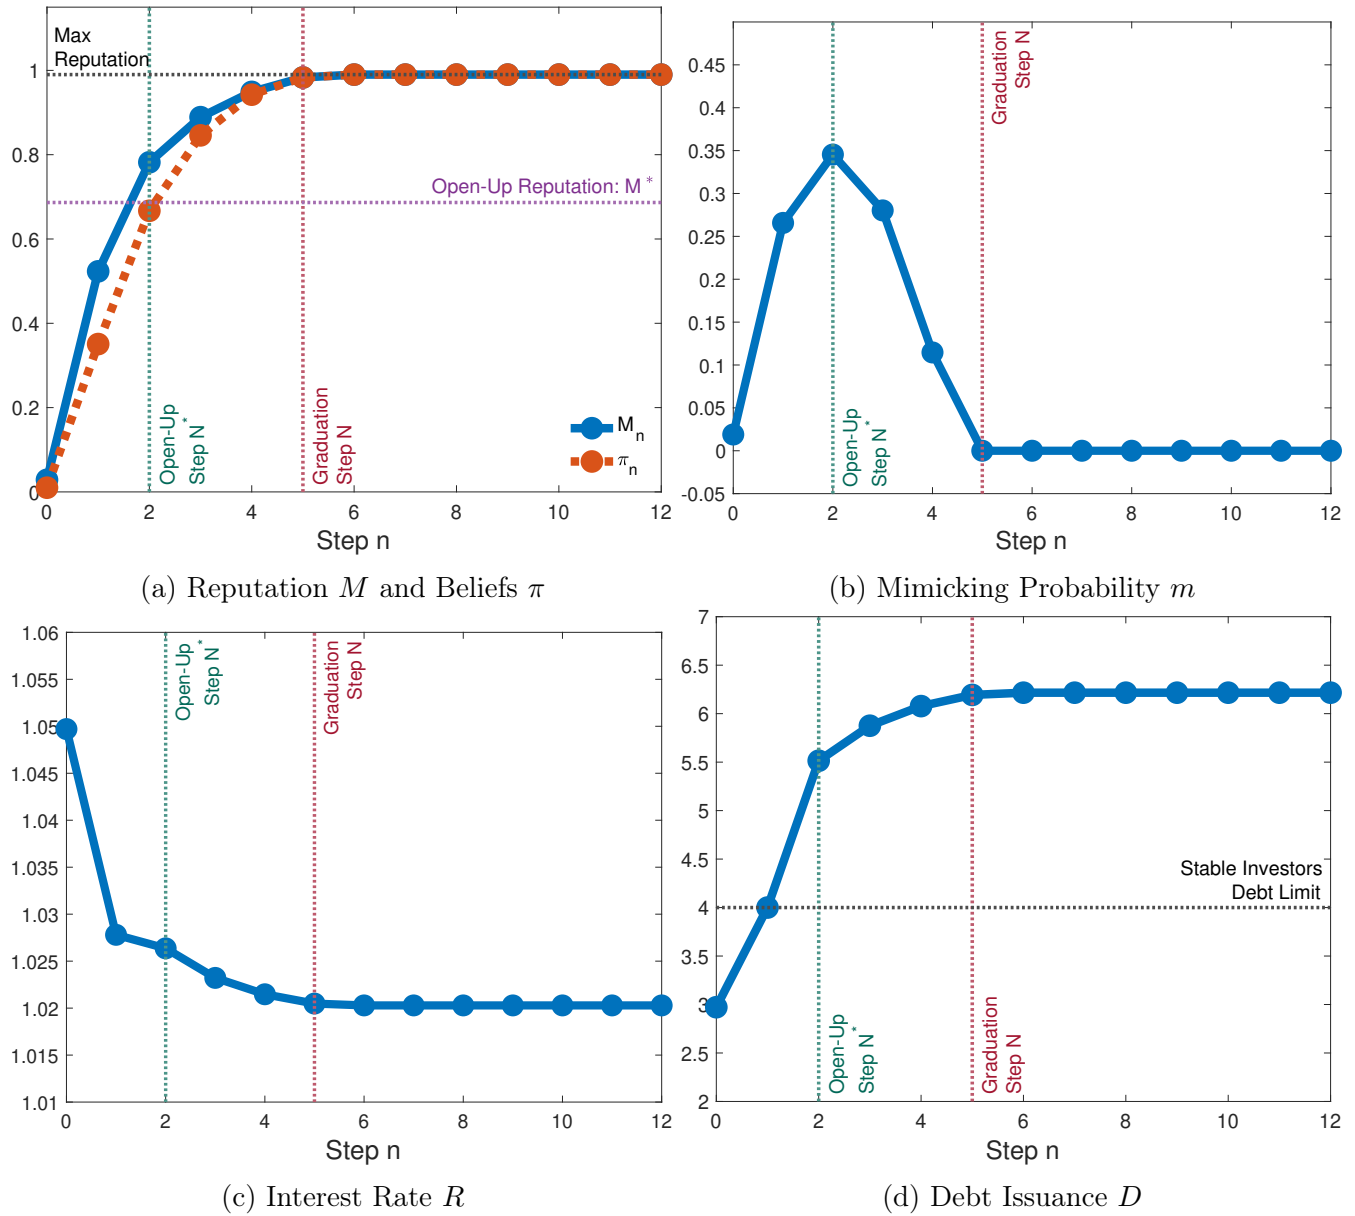 Max
Reputation
Open-Up Reputation: M*
Open-Up
Step N*
Graduation
Step N
M_n
π_n
0
0.2
0.4
0.6
0.8
1
0 2 4 6 8 10 12
Step n
(a) Reputation M and Beliefs π
Graduation
Step N
Open-Up
Step N*
-0.05
0
0.05
0.1
0.15
0.2
0.25
0.3
0.35
0.4
0.45
0 2 4 6 8 10 12
Step n
(b) Mimicking Probability m
1.06
1.055
1.05
1.045
1.04
1.035
1.03
1.025
1.02
1.015
1.01
Open-Up
Step N*
Graduation
Step N
0 2 4 6 8 10 12
Step n
(c) Interest Rate R
7
6.5
6
5.5
5
4.5
4
3.5
3
2.5
2
Stable Investors
Debt Limit
Open-Up
Step N*
Graduation
Step N
0 2 4 6 8 10 12
Step n
(d) Debt Issuance D